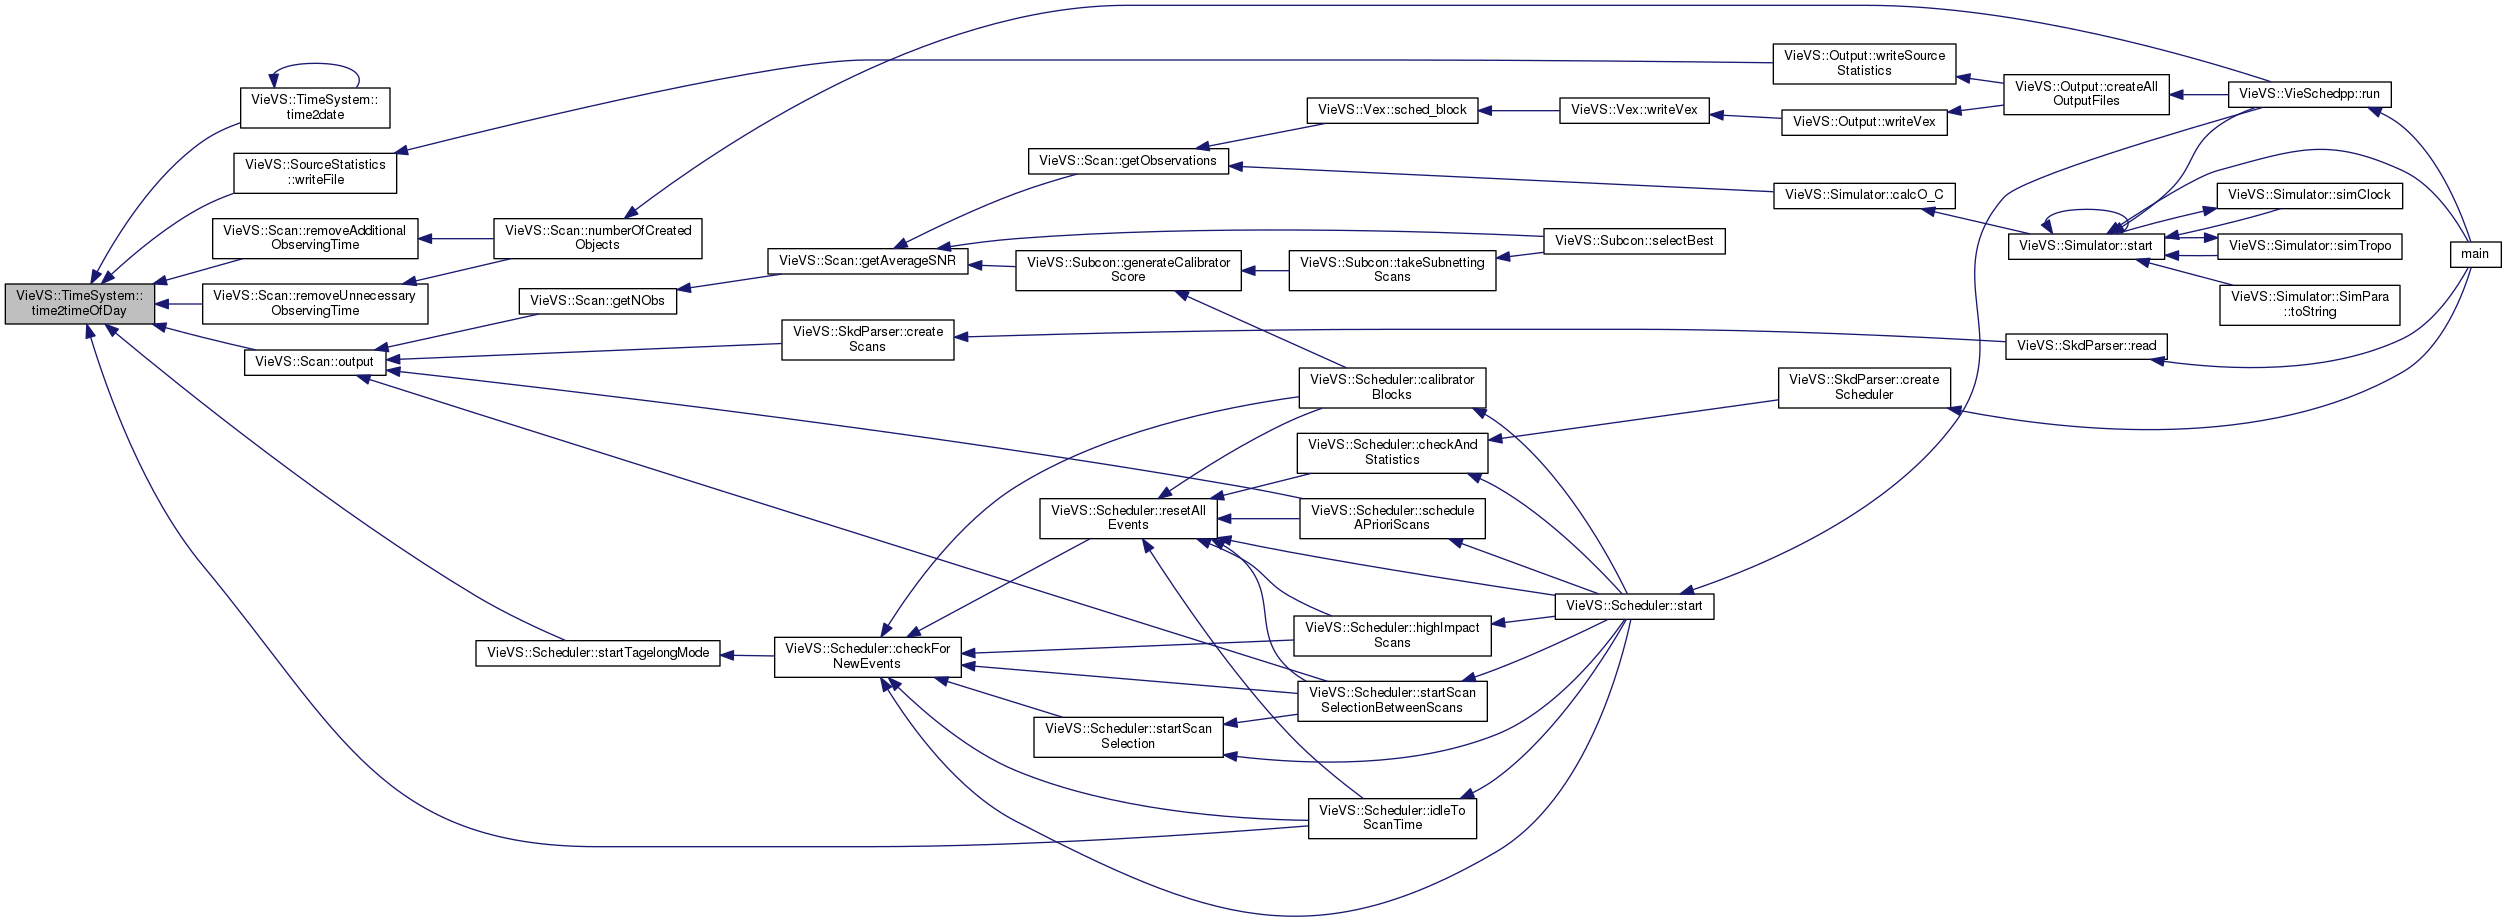 VieVS::TimeSystem::
time2timeOfDay
VieVS::TimeSystem::
time2date
VieVS::SourceStatistics
::writeFile
VieVS::Scan::removeAdditional
ObservingTime
VieVS::Scan::removeUnnecessary
ObservingTime
VieVS::Scan::output
VieVS::Scheduler::startTagelongMode
VieVS::Scan::numberOfCreated
Objects
VieVS::Scan::getNObs
VieVS::Scan::getAverageSNR
VieVS::SkdParser::create
Scans
VieVS::Scheduler::checkFor
NewEvents
VieVS::Scan::getObservations
VieVS::Subcon::generateCalibrator
Score
VieVS::Scheduler::resetAll
Events
VieVS::Scheduler::startScan
Selection
VieVS::Vex::sched_block
VieVS::Subcon::takeSubnetting
Scans
VieVS::Scheduler::calibrator
Blocks
VieVS::Scheduler::checkAnd
Statistics
VieVS::Scheduler::schedule
APrioriScans
VieVS::Scheduler::highImpact
Scans
VieVS::Scheduler::startScan
SelectionBetweenScans
VieVS::Scheduler::idleTo
ScanTime
VieVS::Vex::writeVex
VieVS::Subcon::selectBest
VieVS::Scheduler::start
VieVS::Output::writeSource
Statistics
VieVS::Output::writeVex
VieVS::Simulator::calcO_C
VieVS::SkdParser::create
Scheduler
VieVS::Output::createAll
OutputFiles
VieVS::Simulator::start
VieVS::SkdParser::read
VieVS::VieSchedpp::run
VieVS::Simulator::simClock
VieVS::Simulator::simTropo
VieVS::Simulator::SimPara
::toString
main